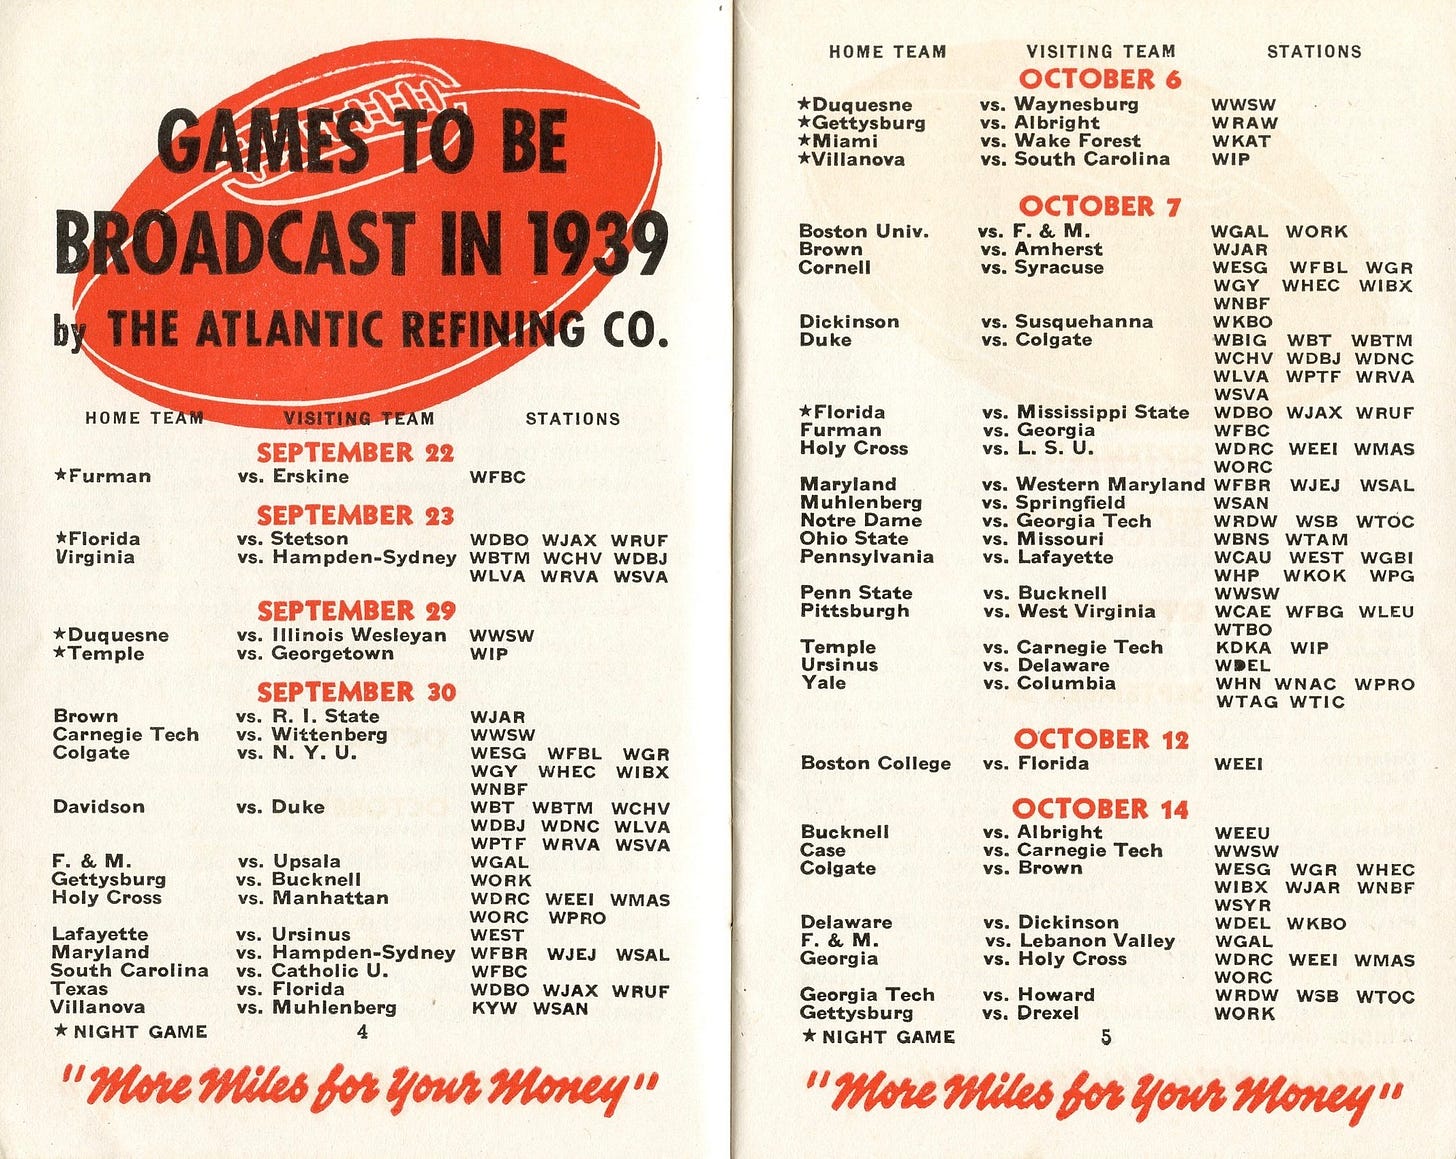 GAMES TO BE
BROADCAST IN 1939
by THE ATLANTIC REFINING CO.
HOME TEAM VISITING TEAM STATIONS
SEPTEMBER 22
★Furman vs. Erskine WFBC
SEPTEMBER 23
★Florida vs. Stetson WDBO WJAX WRUF
Virginia vs. Hampden-Sydney WBTM WCHV WDBJ
WLVA WRVA WSVA
SEPTEMBER 29
★Duquesne vs. Illinois Wesleyan WWSW
★Temple vs. Georgetown WIP
SEPTEMBER 30
Brown vs. R. I. State WJAR
Carnegie Tech vs. Wittenberg WWSW
Colgate vs. N. Y. U. WESG WFBL WGR
WGY WHEC WIBX
WNBF
Davidson vs. Duke WBT WBTM WCHV
WDBJ WDNC WLVA
WPTF WRVA WSVA
F. & M. vs. Upsala WGAL
Gettysburg vs. Bucknell WORK
Holy Cross vs. Manhattan WDRC WEEI WMAS
WORC WPRO
Lafayette vs. Ursinus WEST
Maryland vs. Hampden-Sydney WFBR WJEJ WSAL
South Carolina vs. Catholic U. WFBC
Texas vs. Florida WDBO WJAX WRUF
Villanova vs. Muhlenberg KYW WSAN
★NIGHT GAME 4
"More Miles for Your Money"
HOME TEAM VISITING TEAM STATIONS
OCTOBER 6
★Duquesne vs. Waynesburg WWSW
★Gettysburg vs. Albright WRAW
★Miami vs. Wake Forest WKAT
★Villanova vs. South Carolina WIP
OCTOBER 7
Boston Univ. vs. F. & M. WGAL WORK
Brown vs. Amherst WJAR
Cornell vs. Syracuse WESG WFBL WGR
WGY WHEC WIBX
WNBF
Dickinson vs. Susquehanna WKBO
Duke vs. Colgate WBIG WBT WBTM
WCHV WDBJ WDNC
WLVA WPTF WRVA
WSVA
★Florida vs. Mississippi State WDBO WJAX WRUF
Furman vs. Georgia WFBC
Holy Cross vs. L. S. U. WDRC WEEI WMAS
WORC
Maryland vs. Western Maryland WFBR WJEJ WSAL
Muhlenberg vs. Springfield WSAN
Notre Dame vs. Georgia Tech WRDW WSB WTOC
Ohio State vs. Missouri WBNS WTAM
Pennsylvania vs. Lafayette WCAU WEST WGBI
WHP WKOK WPG
Penn State vs. Bucknell WWSW
Pittsburgh vs. West Virginia WCAE WFBG WLEU
WTBO
Temple vs. Carnegie Tech KDKA WIP
Ursinus vs. Delaware WDEL
Yale vs. Columbia WHN WNAC WPRO
WTAG WTIC
OCTOBER 12
Boston College vs. Florida WEEI
OCTOBER 14
Bucknell vs. Albright WEEU
Case vs. Carnegie Tech WWSW
Colgate vs. Brown WESG WGR WHEC
WIBX WJAR WNBF
WSYR
Delaware vs. Dickinson WDEL WKBO
F. & M. vs. Lebanon Valley WGAL
Georgia vs. Holy Cross WDRC WEEI WMAS
WORC
Georgia Tech vs. Howard WRDW WSB WTOC
Gettysburg vs. Drexel WORK
★NIGHT GAME 5
"More Miles for Your Money"